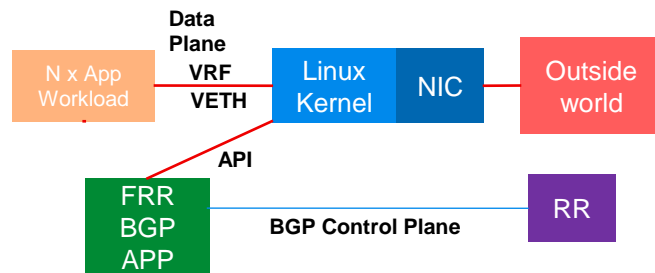 Data
Plane
N x App
Workload
VRF
VETH
Linux
Kernel
NIC
Outside
world
API
FRR
BGP
APP
BGP Control Plane
RR